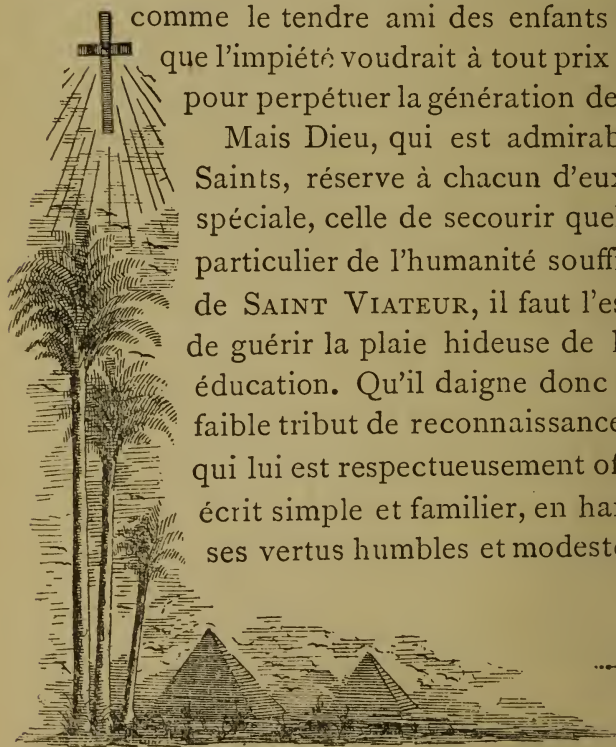 comme le tendre ami des enfants
que l'impiété voudrait à tout prix
pour perpétuer la génération de
Mais Dieu, qui est admirab
Saints, réserve à chacun d'eux
spéciale, celle de secourir que
particulier de l'humanité souff
de SAINT VIATEUR, il faut l'es
de guérir la plaie hideuse de
éducation. Qu'il daigne donc
faible tribut de reconnaissance
qui lui est respectueusement of
écrit simple et familier, en ha
ses vertus humbles et modeste